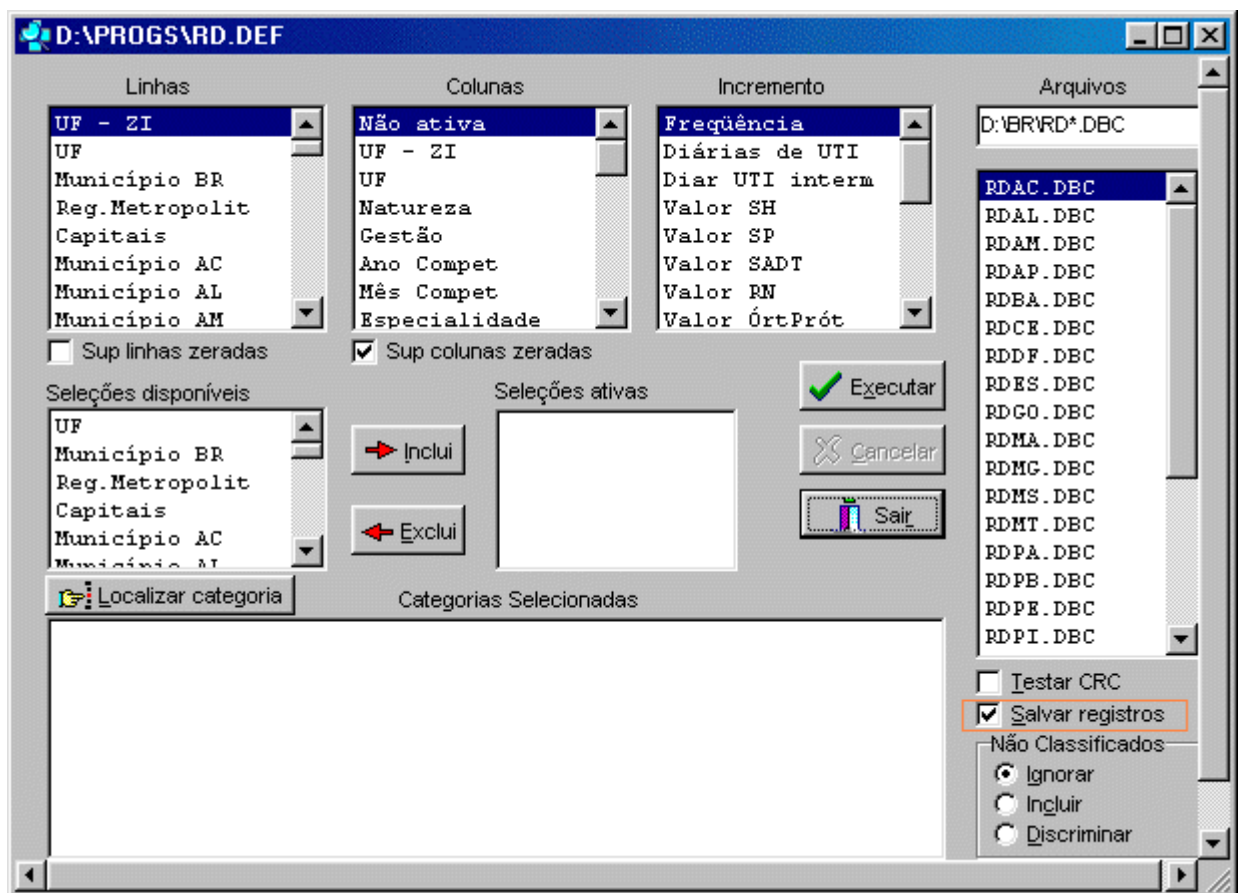 D:\PROGS\RD.DEF
Linhas
UF - ZI
UF
Município BR
Reg.Metropolit
Capitais
Município AC
Município AL
Município AM
Sup linhas zeradas
Colunas
Não ativa
UF - ZI
UF
Natureza
Gestão
Ano Compet
Mês Compet
Especialidade
Sup colunas zeradas
Incremento
Freqüência
Diárias de UTI
Diar UTI interm
Valor SH
Valor SP
Valor SADT
Valor RN
Valor ÓrtPrót
Arquivos
D:\BR\RD*.DBC
RDAC.DBC
RDAL.DBC
RDAM.DBC
RDAP.DBC
RDBA.DBC
RDCE.DBC
RDDF.DBC
RDES.DBC
RDGO.DBC
RDMA.DBC
RDMG.DBC
RDMS.DBC
RDMT.DBC
RDPA.DBC
RDPB.DBC
RDPE.DBC
RDPI.DBC
Seleções disponíveis
UF
Município BR
Reg.Metropolit
Capitais
Município AC
Município AL
Inclui
Exclui
Seleções ativas
Executar
Cancelar
Sair
Localizar categoria
Categorias Selecionadas
Testar CRC
Salvar registros
Não Classificados
Ignorar
Incluir
Discriminar